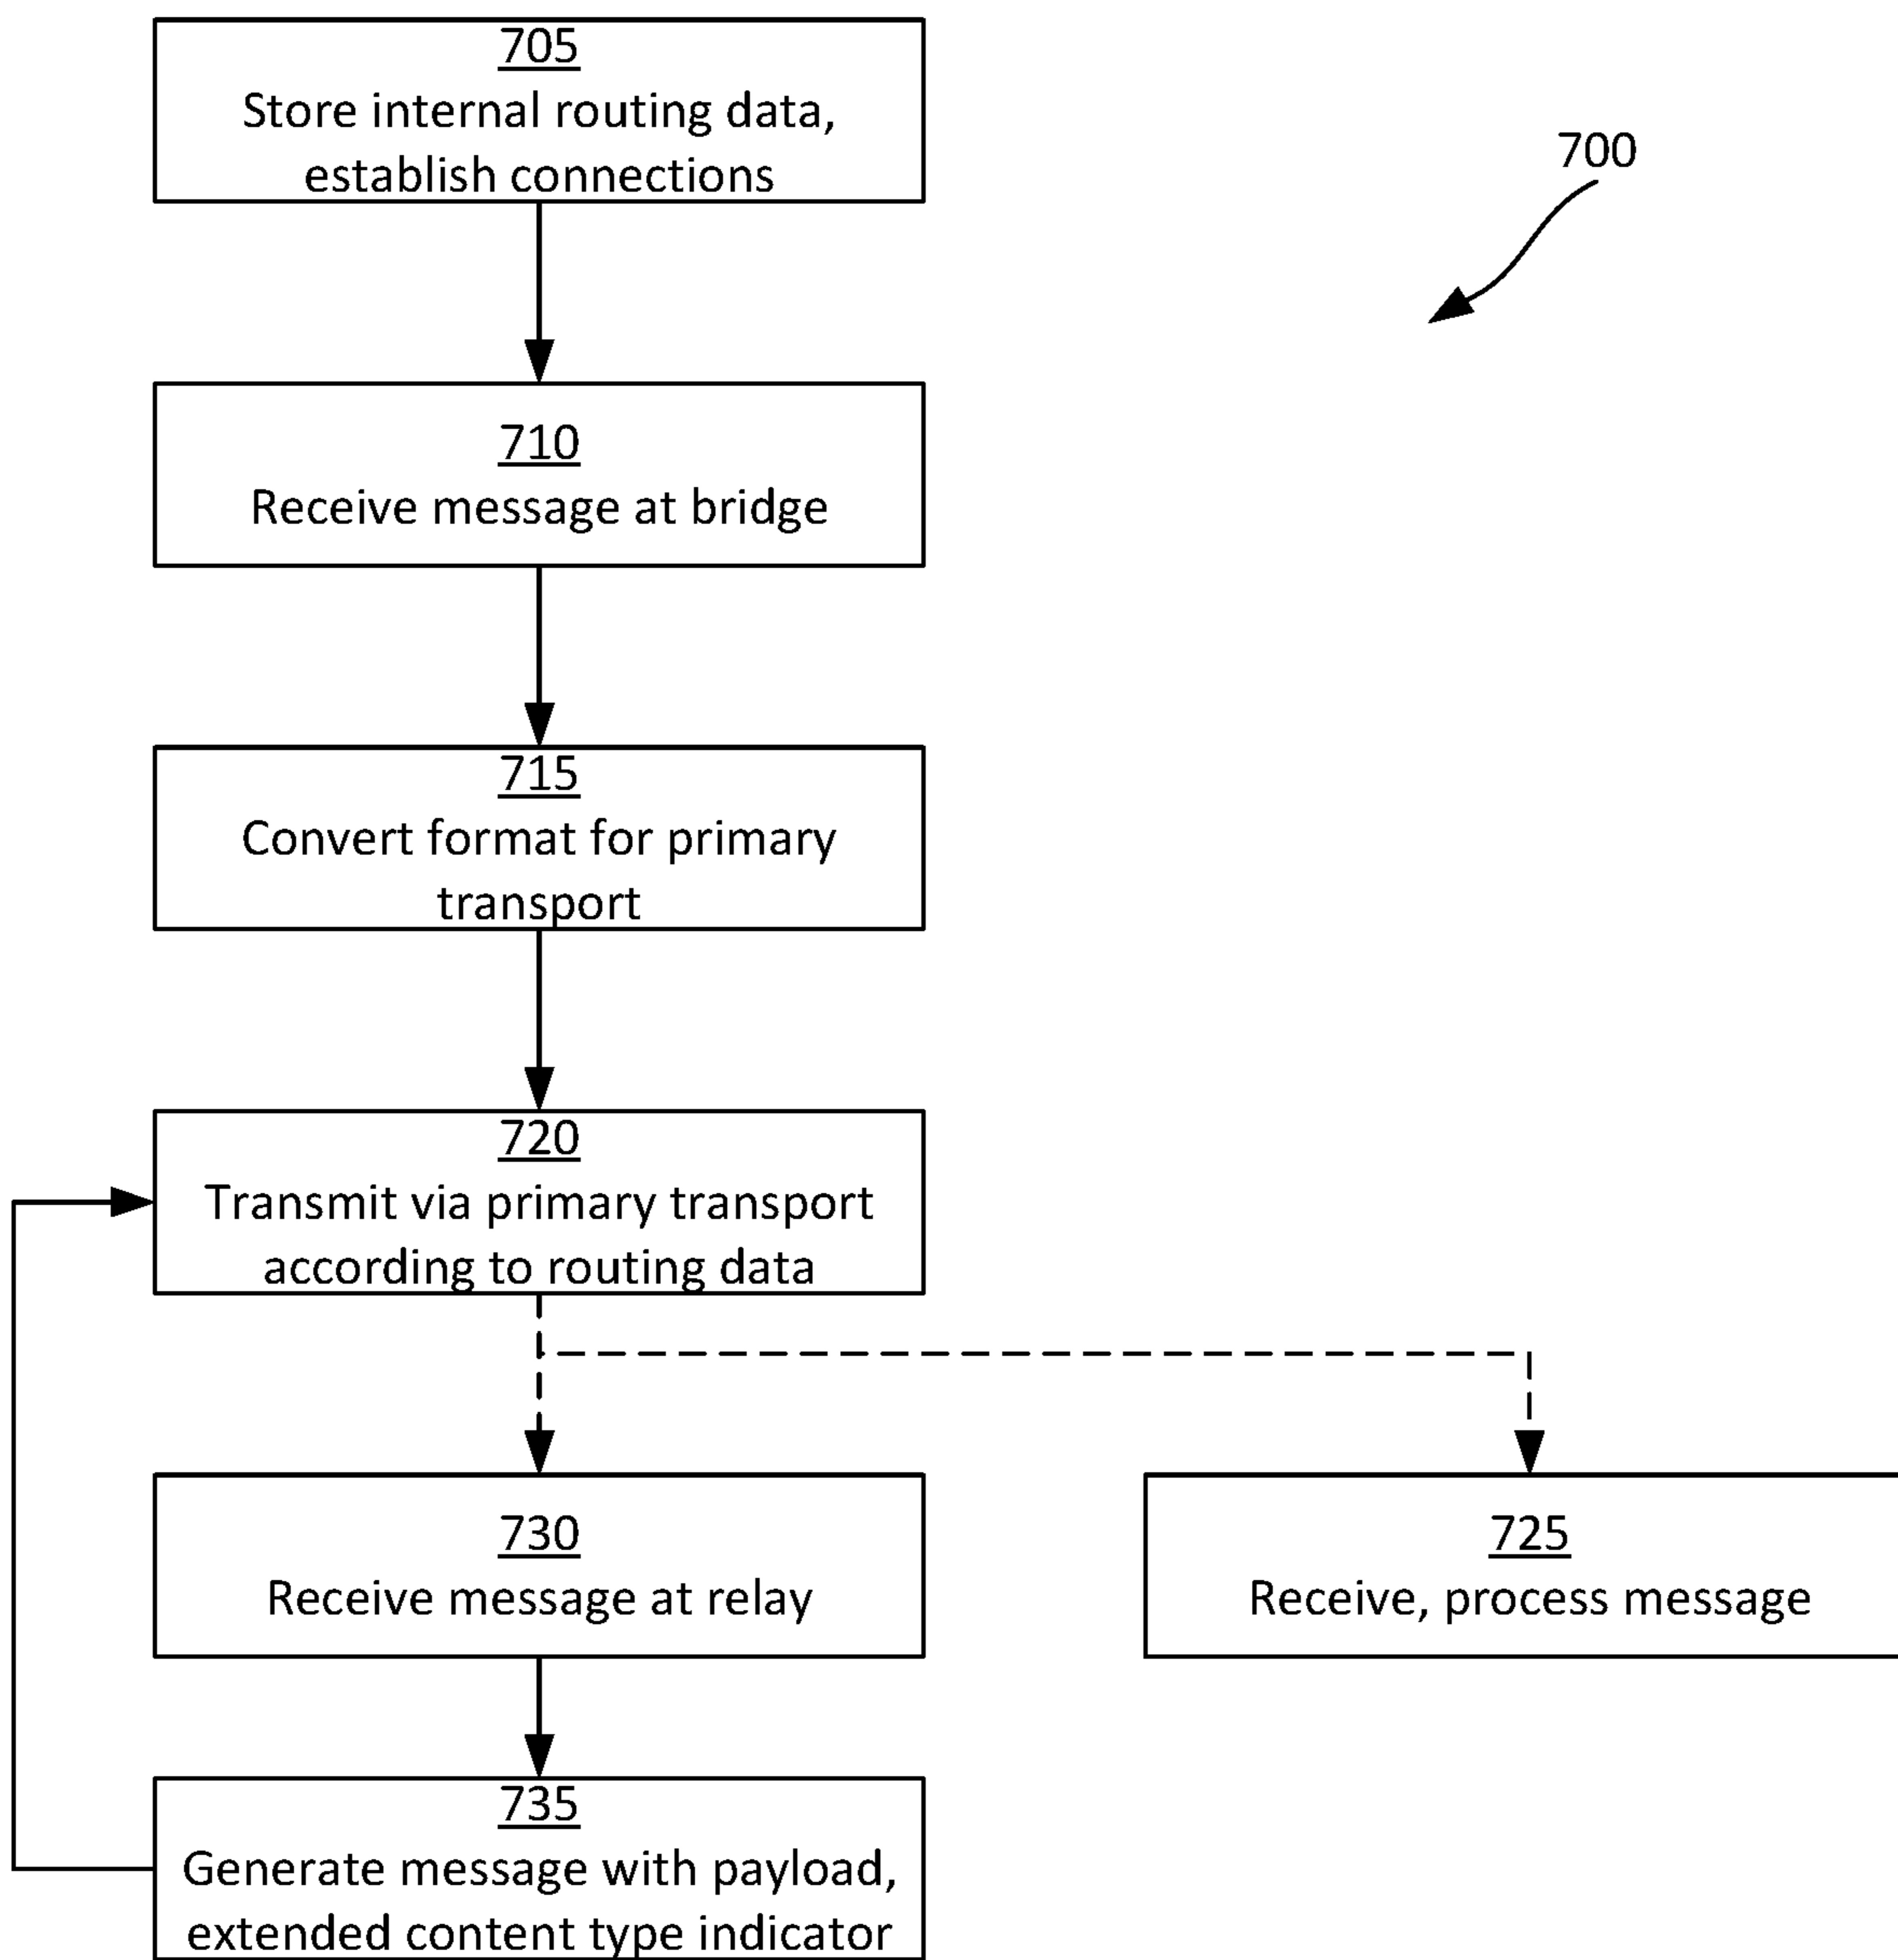 705
Store internal routing data,
establish connections
700
710
Receive message at bridge
715
Convert format for primary
transport
720
Transmit via primary transport
according to routing data
730
Receive message at relay
725
Receive, process message
735
Generate message with payload,
extended content type indicator